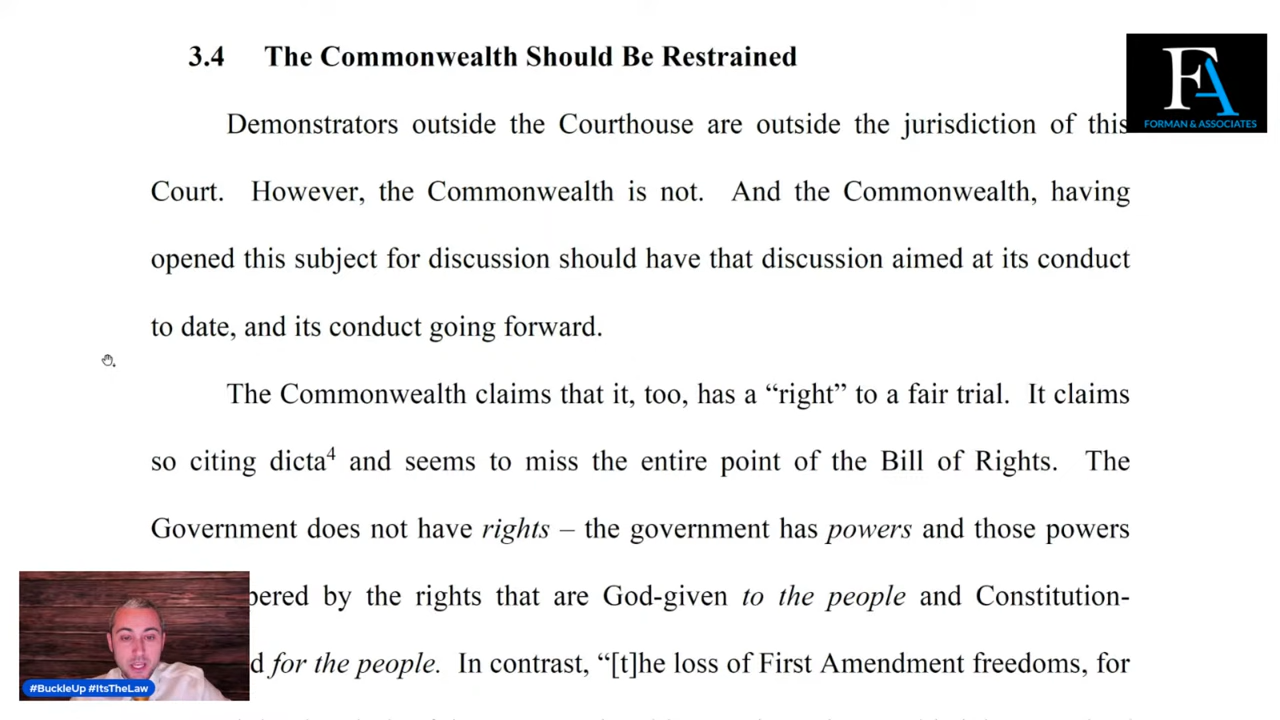 3.4 The Commonwealth Should Be Restrained
FA
FORMAN & ASSOCIATES
Demonstrators outside the Courthouse are outside the jurisdiction of this
Court. However, the Commonwealth is not. And the Commonwealth, having
opened this subject for discussion should have that discussion aimed at its conduct
to date, and its conduct going forward.
The Commonwealth claims that it, too, has a “right” to a fair trial. It claims
so citing dicta4 and seems to miss the entire point of the Bill of Rights. The
Government does not have rights – the government has powers and those powers
by the rights that are God-given to the people and Constitution-
for the people. In contrast, “[t]he loss of First Amendment freedoms, for
#BuckleUp #ItsTheLaw